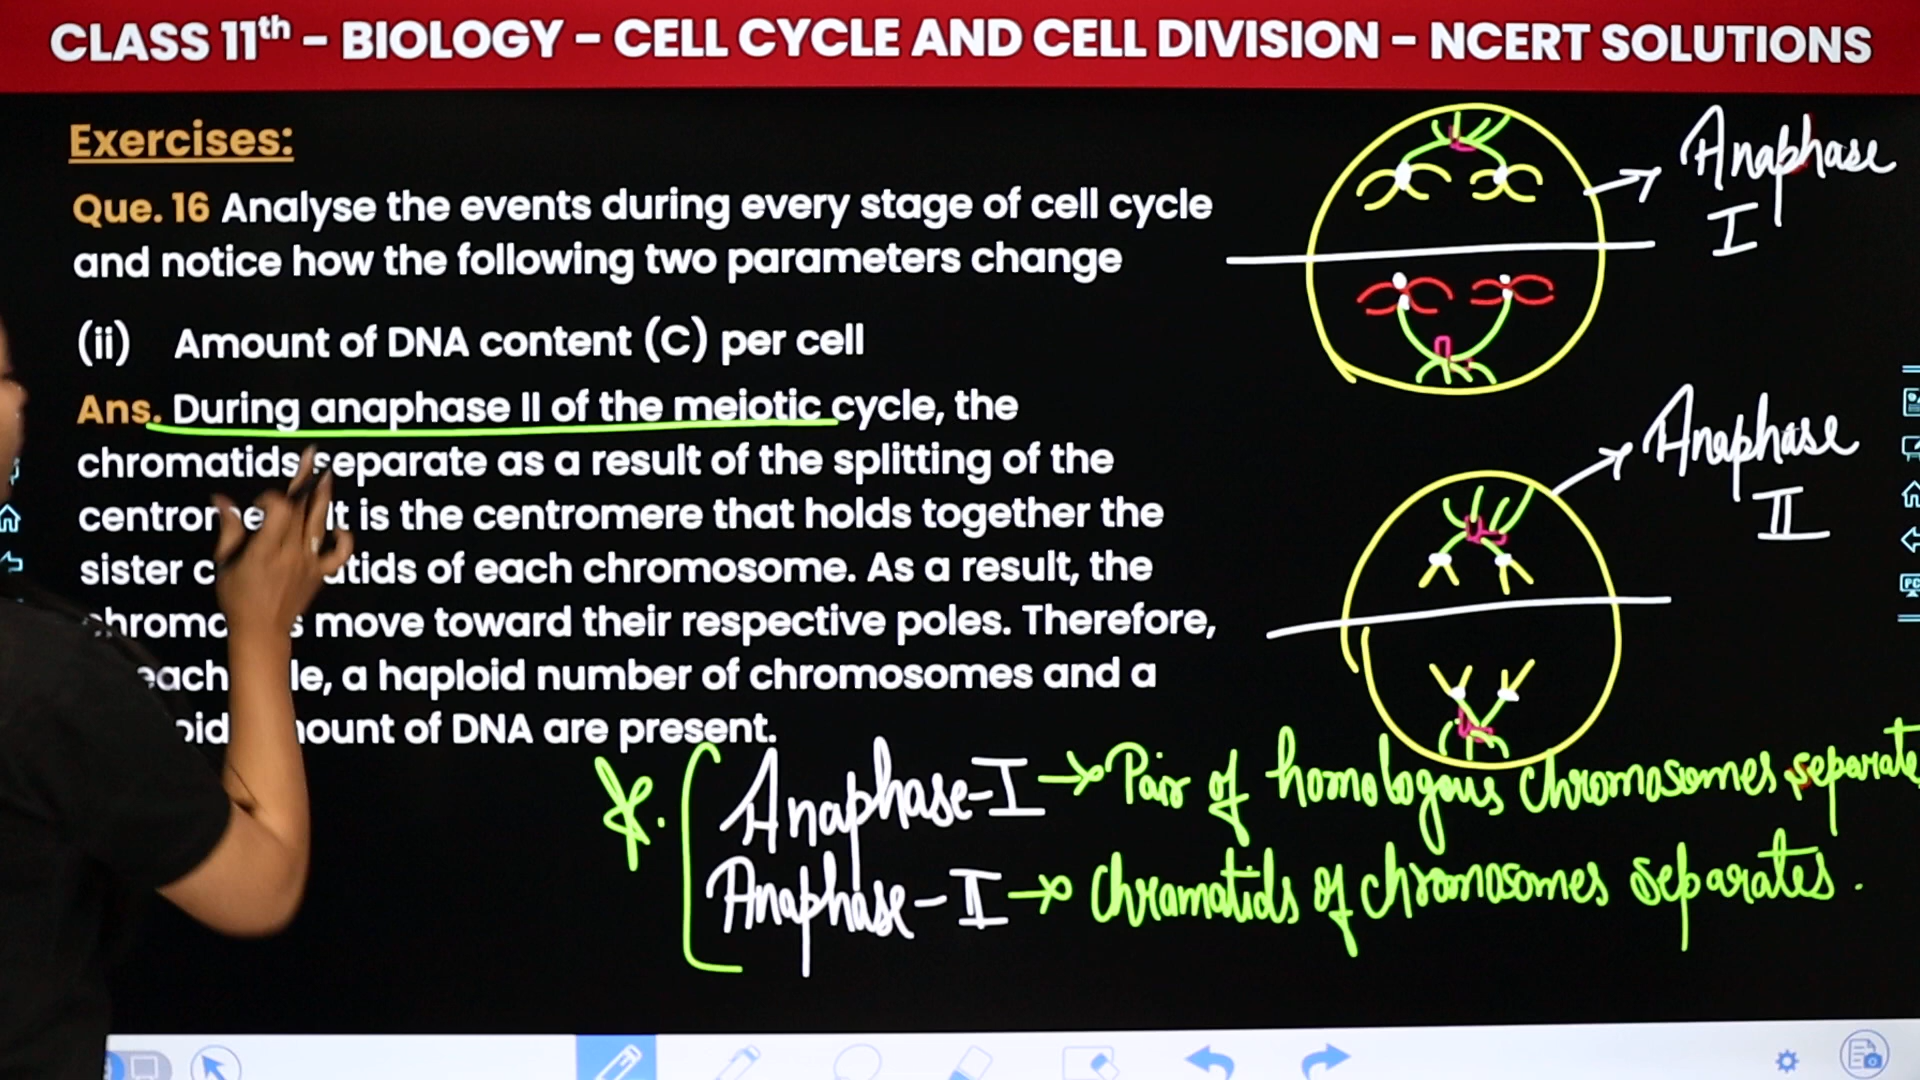 CLASS 11th - BIOLOGY - CELL CYCLE AND CELL DIVISION - NCERT SOLUTIONS
Exercises:
Que. 16 Analyse the events during every stage of cell cycle
and notice how the following two parameters change
(ii) Amount of DNA content (C) per cell
Ans. During anaphase II of the meiotic cycle, the
chromatids separate as a result of the splitting of the
It is the centromere that holds together the
sister of each chromosome. As a result, the
move toward their respective poles. Therefore,
a haploid number of chromosomes and a
of DNA are present.
Anaphase
I
Anaphase
II
Anaphase-I → Pair of homologous chromosomes separate
Anaphase-II → Chramatids of chromosomes separates.